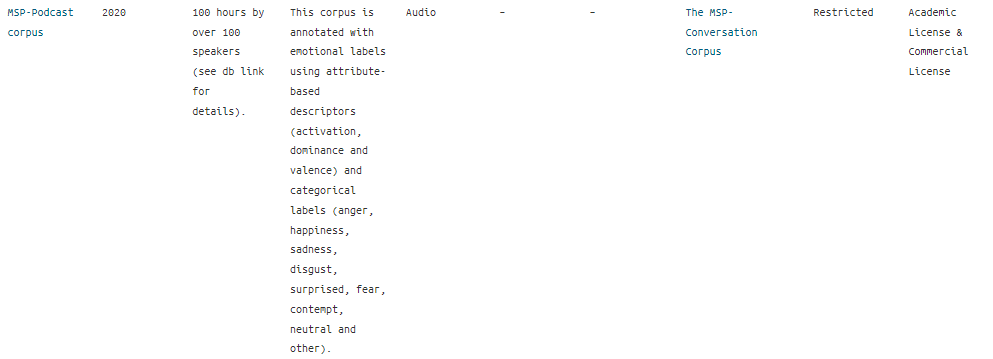 MSP-Podcast
corpus
2020
100 hours by
over 100
speakers
(see db link
for
details).
This corpus is
annotated with
emotional labels
using attribute-
based
descriptors
(activation,
dominance and
valence) and
categorical
labels (anger,
happiness,
sadness,
disgust,
surprised, fear,
contempt,
neutral and
other).
Audio
–
–
The MSP-
Conversation
Corpus
Restricted
Academic
License &
Commercial
License